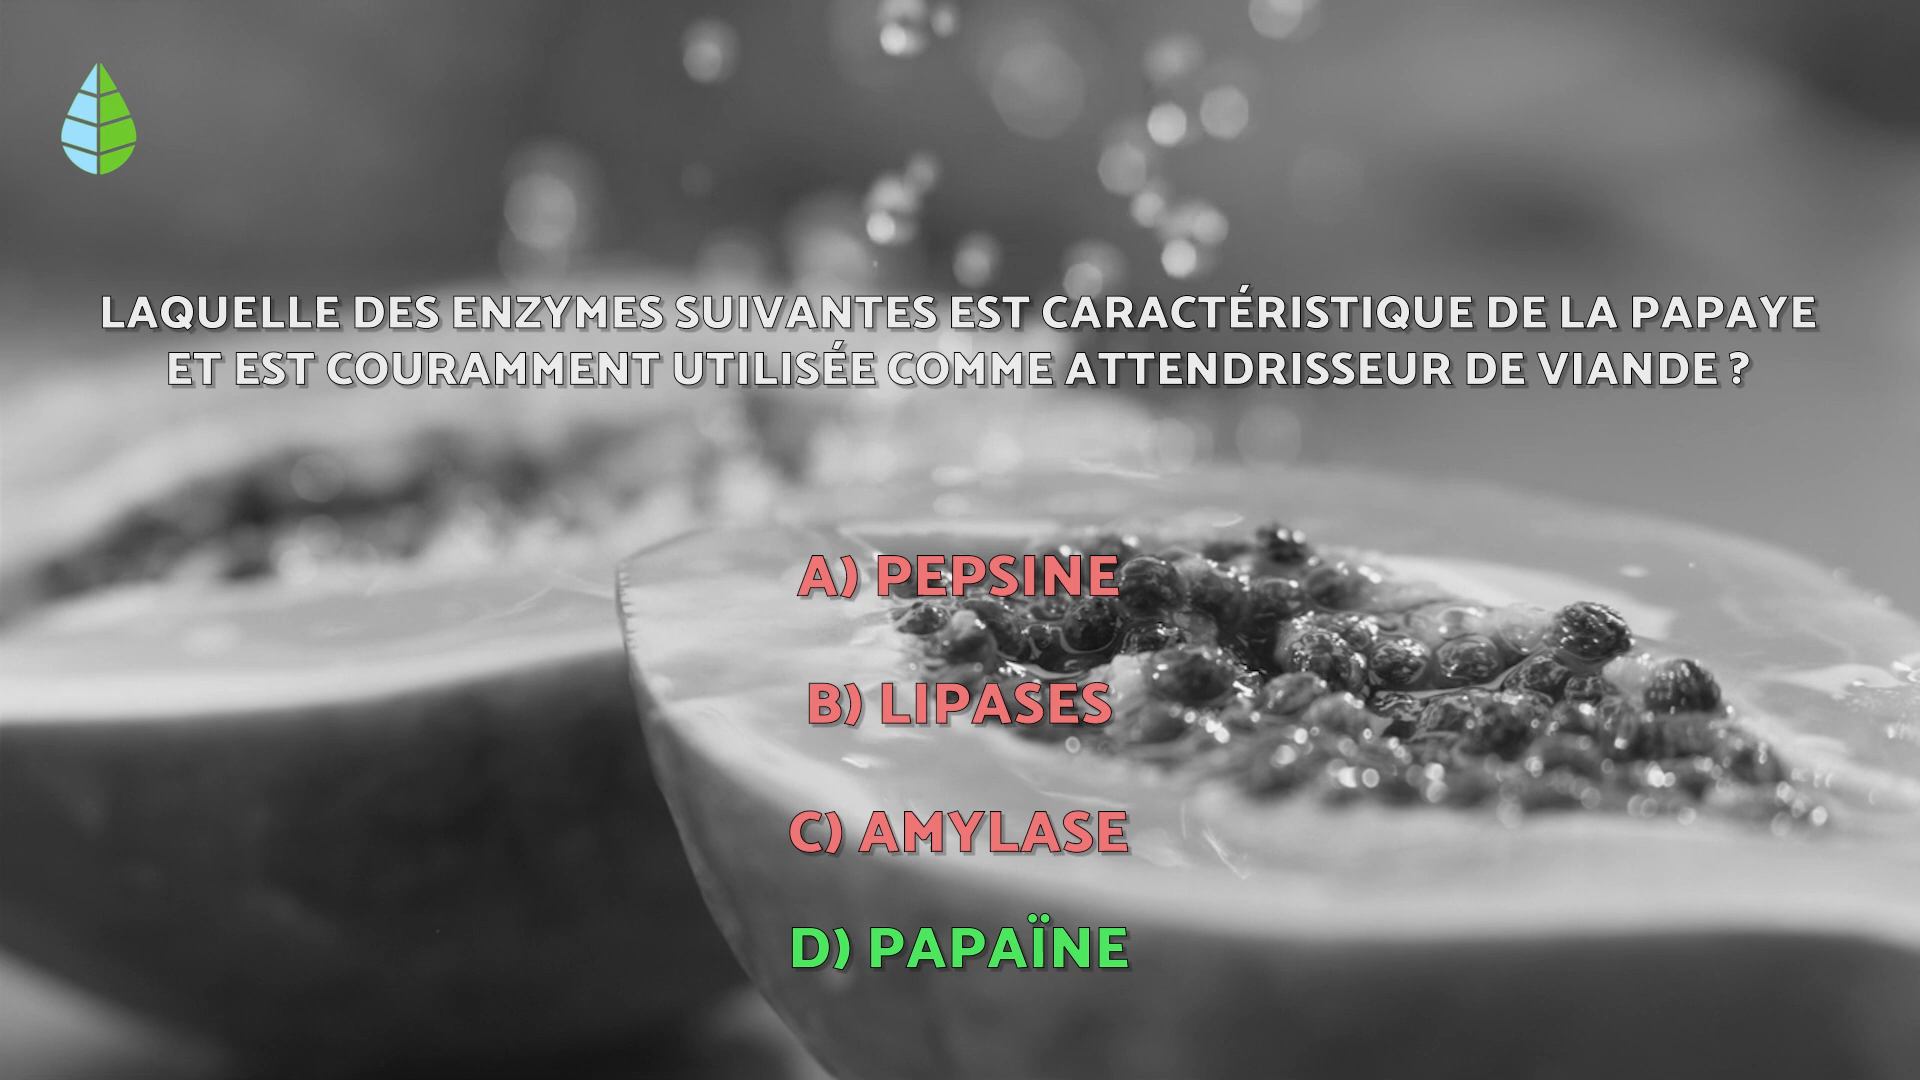 LAQUELLE DES ENZYMES SUIVANTES EST CARACTÉRISTIQUE DE LA PAPAYE
ET EST COURAMMENT UTILISÉE COMME ATTENDRISSEUR DE VIANDE ?
A) PEPSINE
B) LIPASES
C) AMYLASE
D) PAPAÏNE